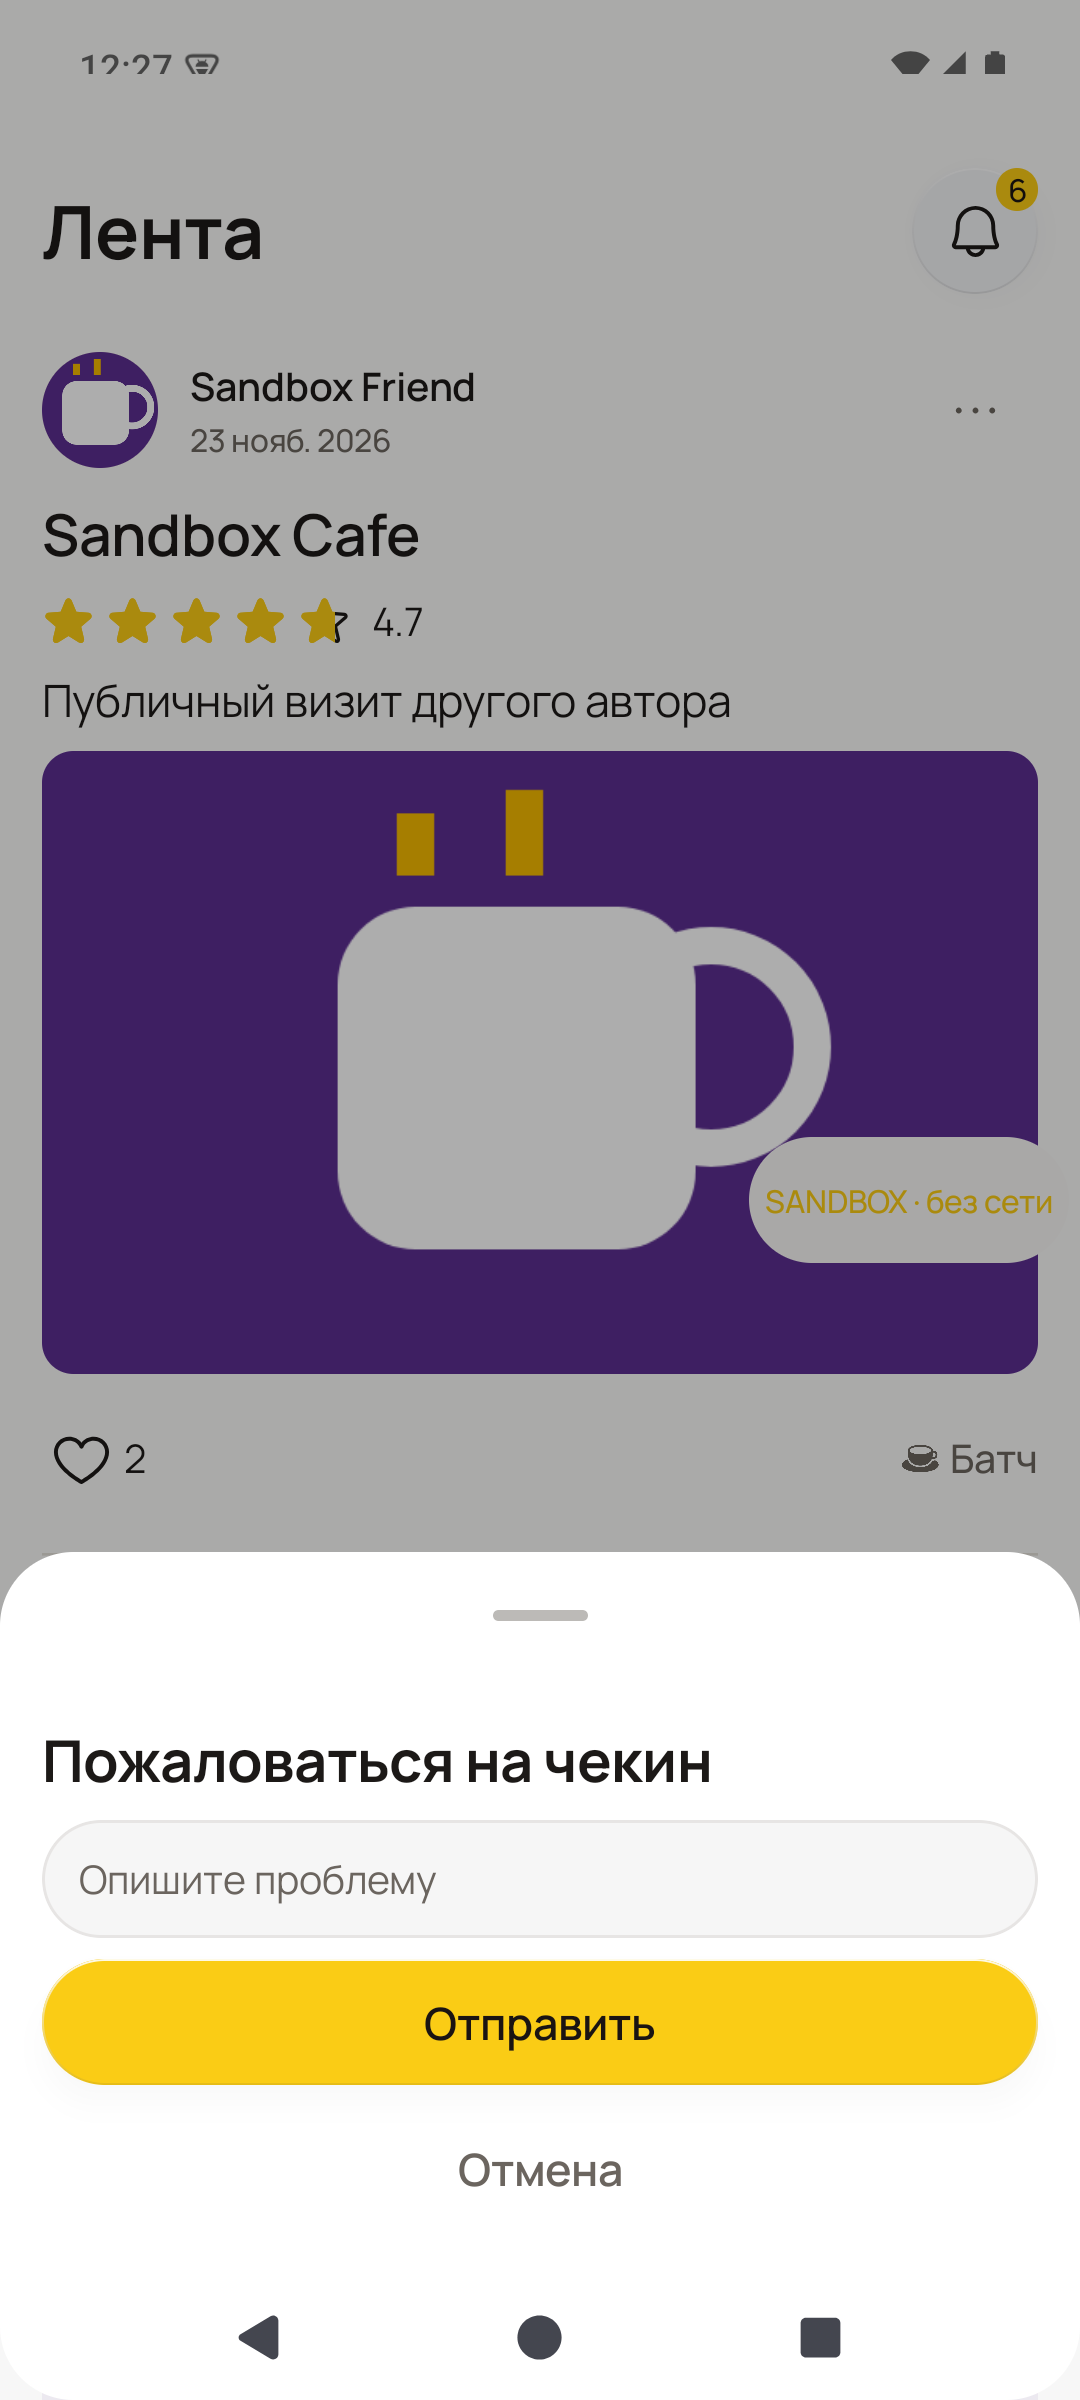 12:27
Лента
6
Sandbox Friend
23 нояб. 2026
Sandbox Cafe
4.7
Публичный визит другого автора
SANDBOX · без сети
2
Батч
Пожаловаться на чекин
Опишите проблему
Отправить
Отмена